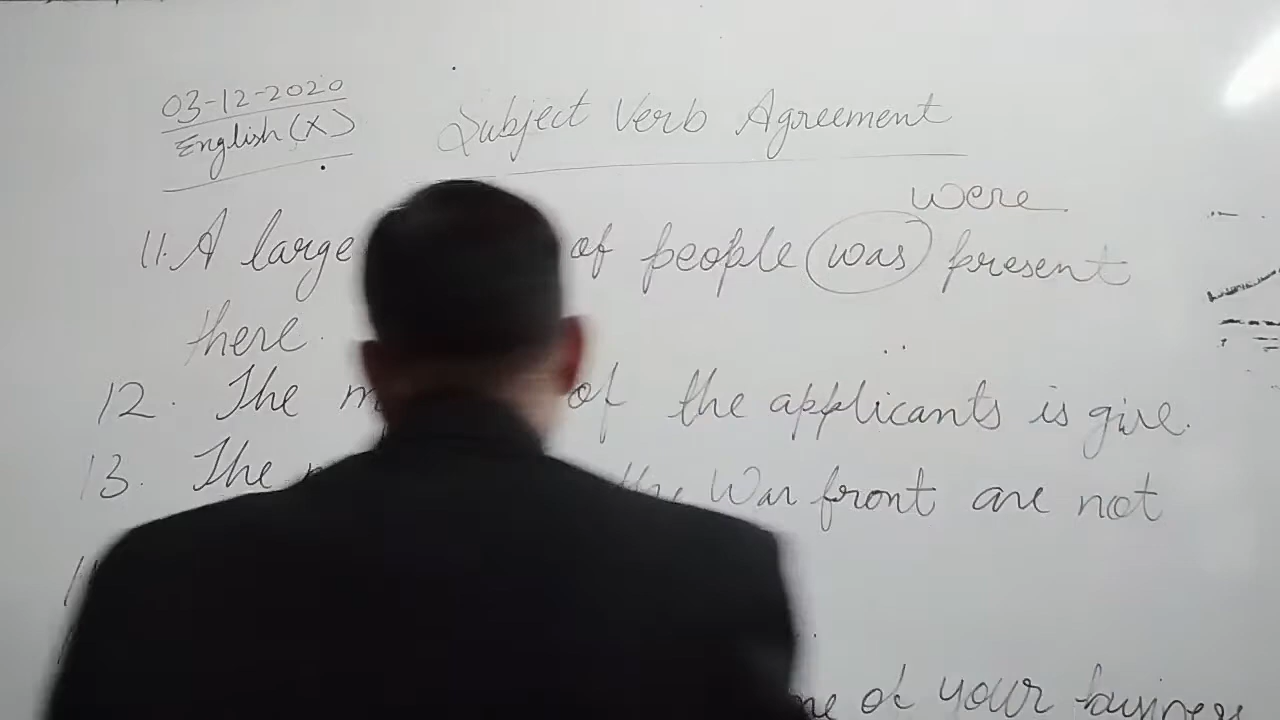 03-12-2020
English (X)
Subject Verb Agreement
were
11. A large of people was present
there.
12. The of the applicants is give.
13. The the War front are not
of your business